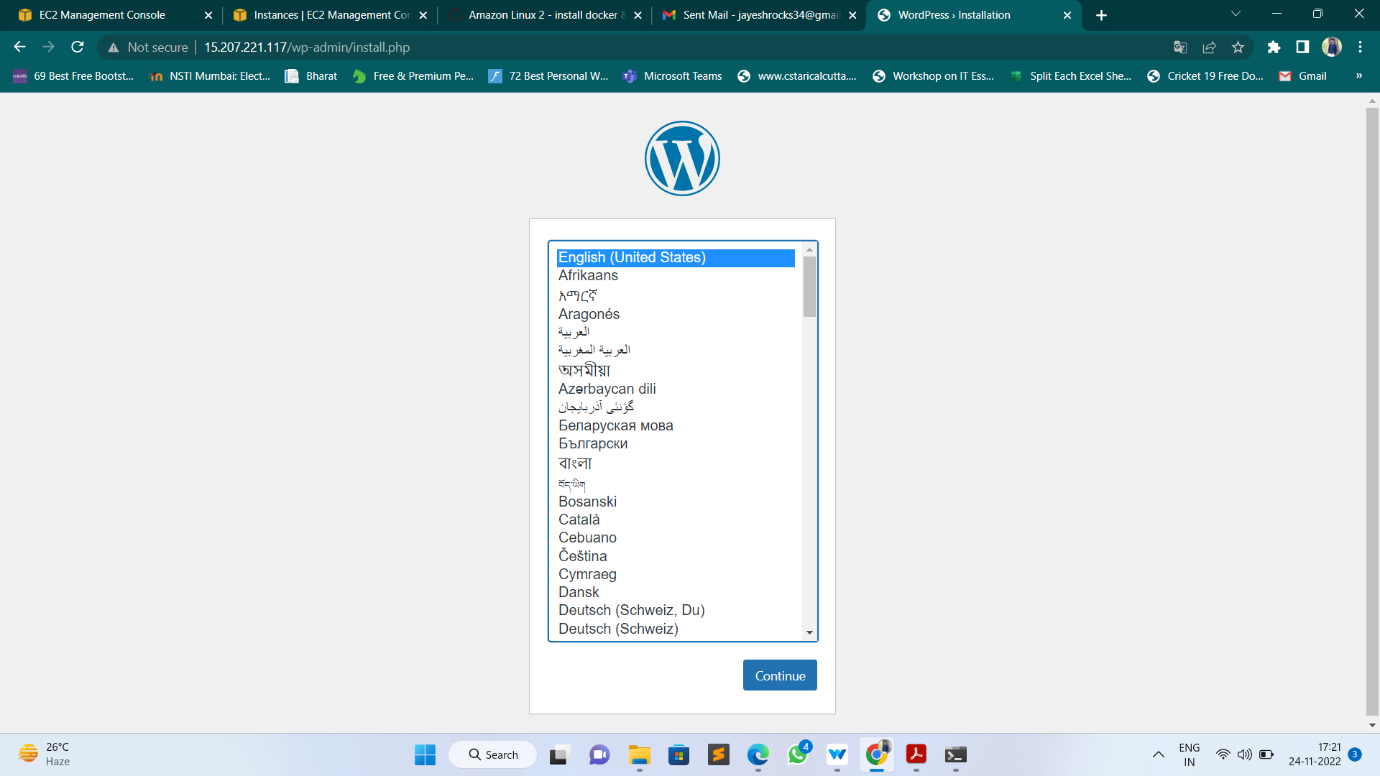 EC2 Management Console
Instances | EC2 Management Con
Amazon Linux 2 - install docker &
Sent Mail - jayeshrocks34@gmai
WordPress › Installation
Not secure
15.207.221.117/wp-admin/install.php
69 Best Free Bootst...
NSTI Mumbai: Elect...
Bharat
Free & Premium Pe...
72 Best Personal W...
Microsoft Teams
www.cstaricalcutta....
Workshop on IT Ess...
Split Each Excel She...
Cricket 19 Free Do...
Gmail
»
English (United States)
Afrikaans
አማርኛ
Aragonés
العربية
العربية المغربية
অসমীয়া
Azərbaycan dili
گؤنئی آذربایجان
Беларуская мова
Български
বাংলা
བོད་ཡིག
Bosanski
Català
Cebuano
Čeština
Cymraeg
Dansk
Deutsch (Schweiz, Du)
Deutsch (Schweiz)
Continue
26°C
Haze
Search
4
ENG
IN
17:21
24-11-2022
3